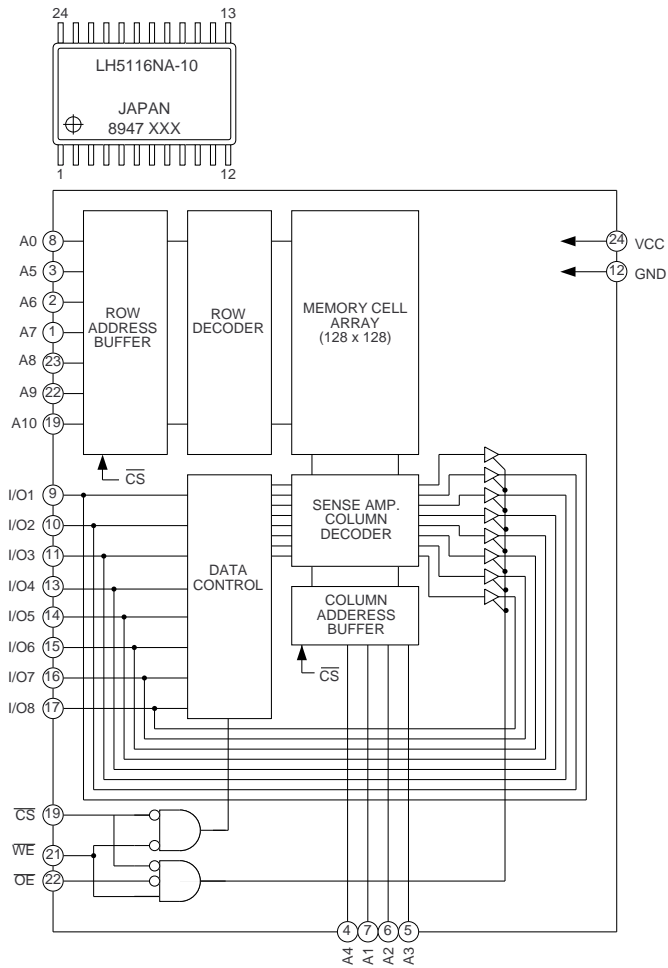 24 13
LH5116NA-10
JAPAN
8947 XXX
1 12
A0 8
A5 3
A6 2
A7 1
A8 23
A9 22
A10 19
ROW
ADDRESS
BUFFER
ROW
DECODER
MEMORY CELL
ARRAY
(128 x 128)
24 VCC
12 GND
CS
I/O1 9
I/O2 10
I/O3 11
I/O4 13
I/O5 14
I/O6 15
I/O7 16
I/O8 17
DATA
CONTROL
SENSE AMP.
COLUMN
DECODER
COLUMN
ADDERESS
BUFFER
CS
CS 19
WE 21
OE 22
4 7 6 5
A4 A1 A2 A3